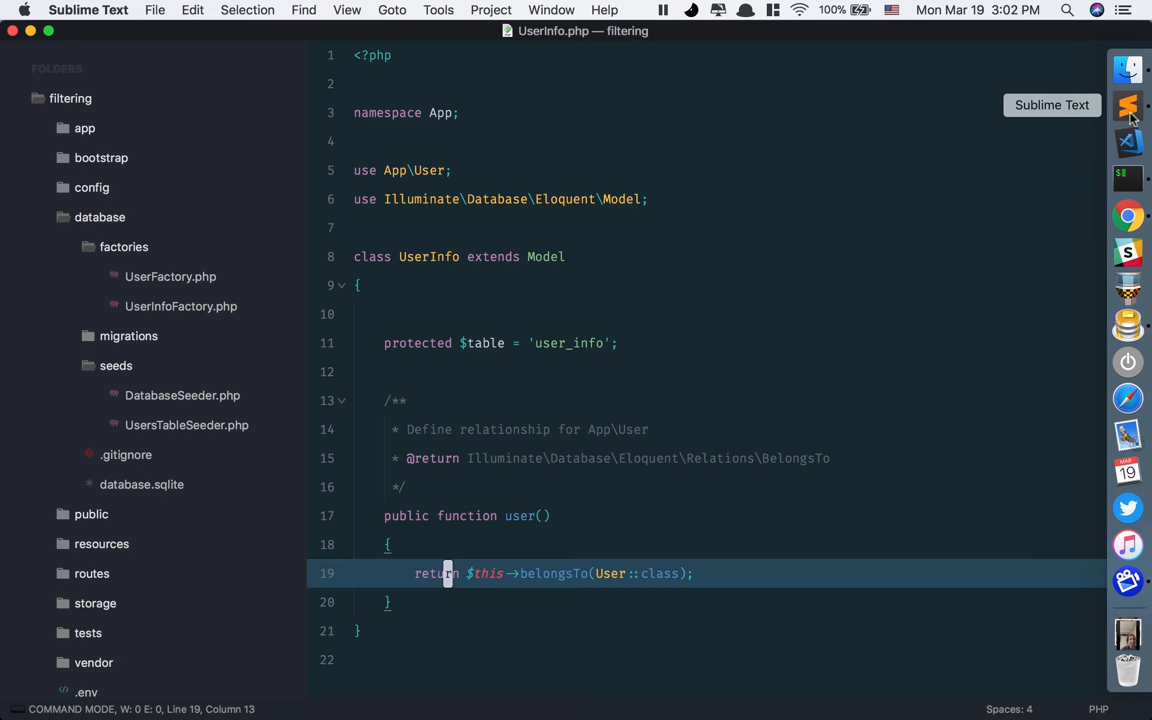 Sublime Text File Edit Selection Find View Goto Tools Project Window Help 100% Mon Mar 19 3:02 PM
UserInfo.php — filtering
FOLDERS
filtering
app
bootstrap
config
database
factories
UserFactory.php
UserInfoFactory.php
migrations
seeds
DatabaseSeeder.php
UsersTableSeeder.php
.gitignore
database.sqlite
public
resources
routes
storage
tests
vendor
.env
1 <?php
2
3 namespace App;
4
5 use App\User;
6 use Illuminate\Database\Eloquent\Model;
7
8 class UserInfo extends Model
9 {
10
11 protected $table = 'user_info';
12
13 /**
14 * Define relationship for App\User
15 * @return Illuminate\Database\Eloquent\Relations\BelongsTo
16 */
17 public function user()
18 {
19 return $this->belongsTo(User::class);
20 }
21 }
22
Sublime Text
MAR
19
COMMAND MODE, W: 0 E: 0, Line 19, Column 13
Spaces: 4
PHP